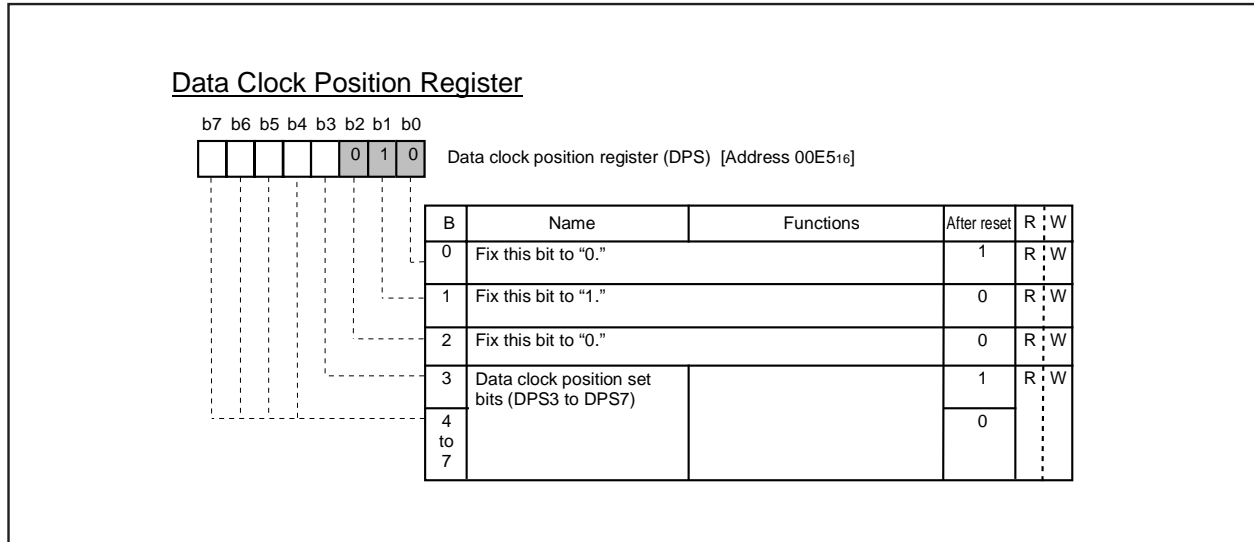 Data Clock Position Register
b7 b6 b5 b4 b3 b2 b1 b0
0 1 0
Data clock position register (DPS) [Address 00E516]
B Name Functions After reset R W
0 Fix this bit to “0.” 1 R W
1 Fix this bit to “1.” 0 R W
2 Fix this bit to “0.” 0 R W
3 Data clock position set 1 R W
bits (DPS3 to DPS7)
4 0
to
7